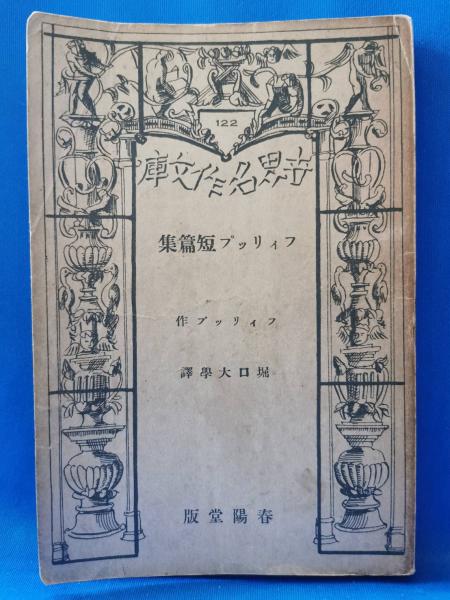 122
世界名作文庫
フィリップ短篇集
フィリップ作
堀口大學譯
春陽堂版